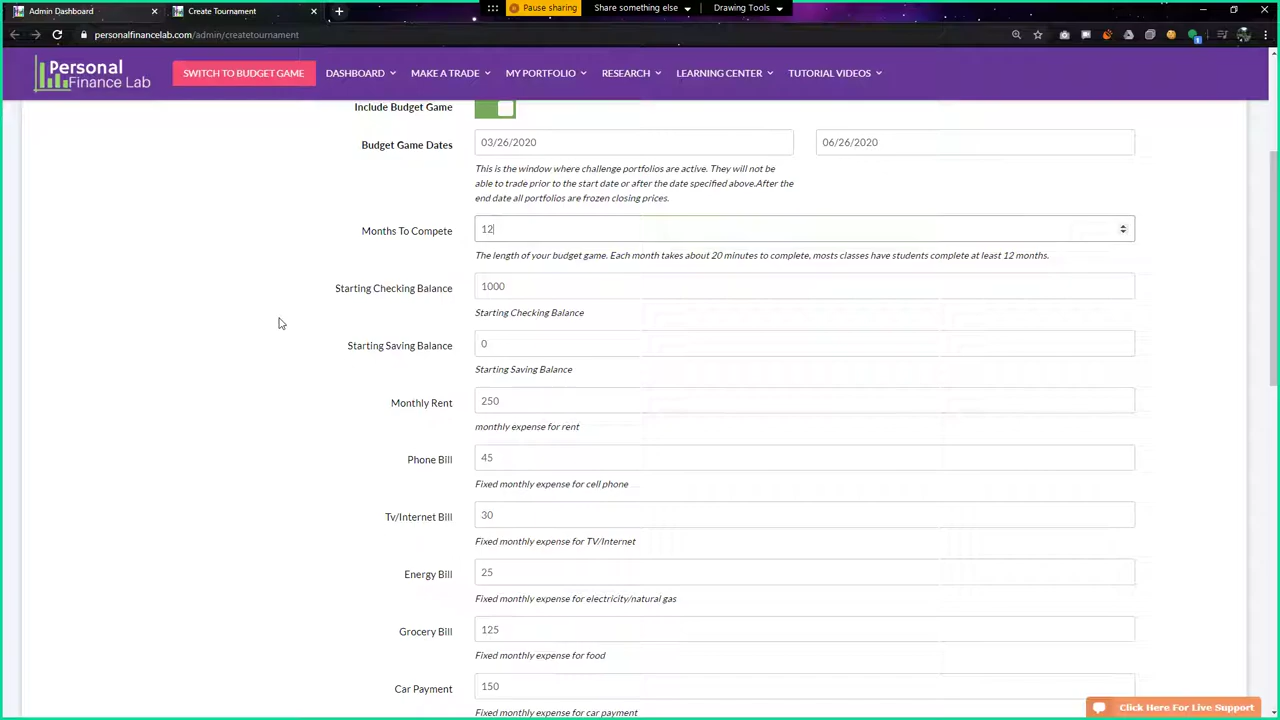 Admin Dashboard
Create Tournament
Pause sharing
Share something else
Drawing Tools
personalfinancelab.com/admin/createtournament
Personal
Finance Lab
SWITCH TO BUDGET GAME
DASHBOARD
MAKE A TRADE
MY PORTFOLIO
RESEARCH
LEARNING CENTER
TUTORIAL VIDEOS
Include Budget Game
Budget Game Dates
03/26/2020
06/26/2020
This is the window where challenge portfolios are active. They will not be
able to trade prior to the start date or after the date specified above.After the
end date all portfolios are frozen closing prices.
Months To Compete
12
The length of your budget game. Each month takes about 20 minutes to complete, mosts classes have students complete at least 12 months.
Starting Checking Balance
1000
Starting Checking Balance
Starting Saving Balance
0
Starting Saving Balance
Monthly Rent
250
monthly expense for rent
Phone Bill
45
Fixed monthly expense for cell phone
Tv/Internet Bill
30
Fixed monthly expense for TV/Internet
Energy Bill
25
Fixed monthly expense for electricity/natural gas
Grocery Bill
125
Fixed monthly expense for food
Car Payment
150
Fixed monthly expense for car payment
Click Here For Live Support